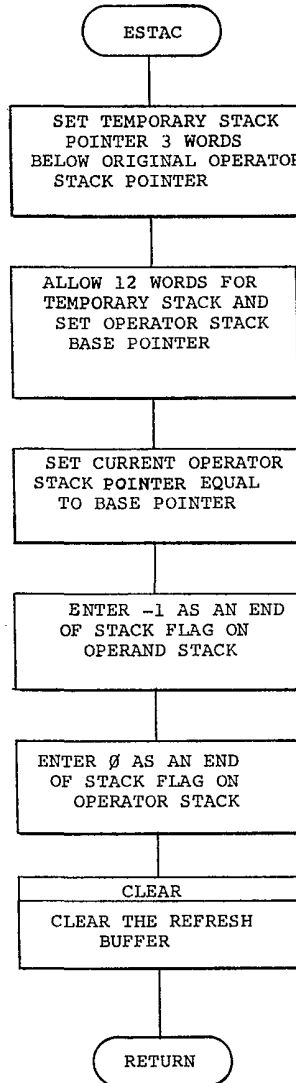 ESTAC
SET TEMPORARY STACK
POINTER 3 WORDS
BELOW ORIGINAL OPERATOR
STACK POINTER
ALLOW 12 WORDS FOR
TEMPORARY STACK AND
SET OPERATOR STACK
BASE POINTER
SET CURRENT OPERATOR
STACK POINTER EQUAL
TO BASE POINTER
ENTER -1 AS AN END
OF STACK FLAG ON
OPERAND STACK
ENTER Ø AS AN END
OF STACK FLAG ON
OPERATOR STACK
CLEAR
CLEAR THE REFRESH
BUFFER
RETURN